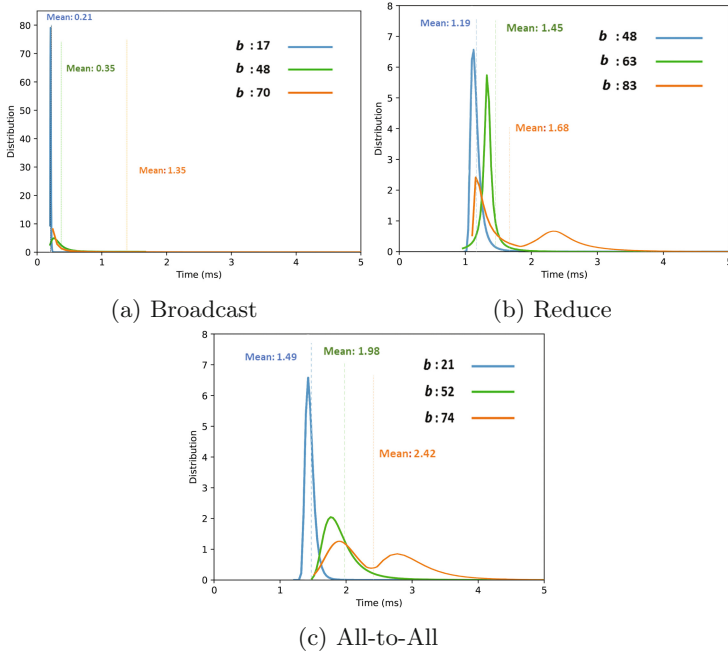 Mean: 0.21
Mean: 0.35
Mean: 1.35
b : 17
b : 48
b : 70
Distribution
80
70
60
50
40
30
20
10
0
0 1 2 3 4 5
Time (ms)
(a) Broadcast
Mean: 1.19
Mean: 1.45
Mean: 1.68
b : 48
b : 63
b : 83
Distribution
8
7
6
5
4
3
2
1
0
0 1 2 3 4 5
Time (ms)
(b) Reduce
Mean: 1.49
Mean: 1.98
Mean: 2.42
b : 21
b : 52
b : 74
Distribution
8
7
6
5
4
3
2
1
0
0 1 2 3 4 5
Time (ms)
(c) All-to-All